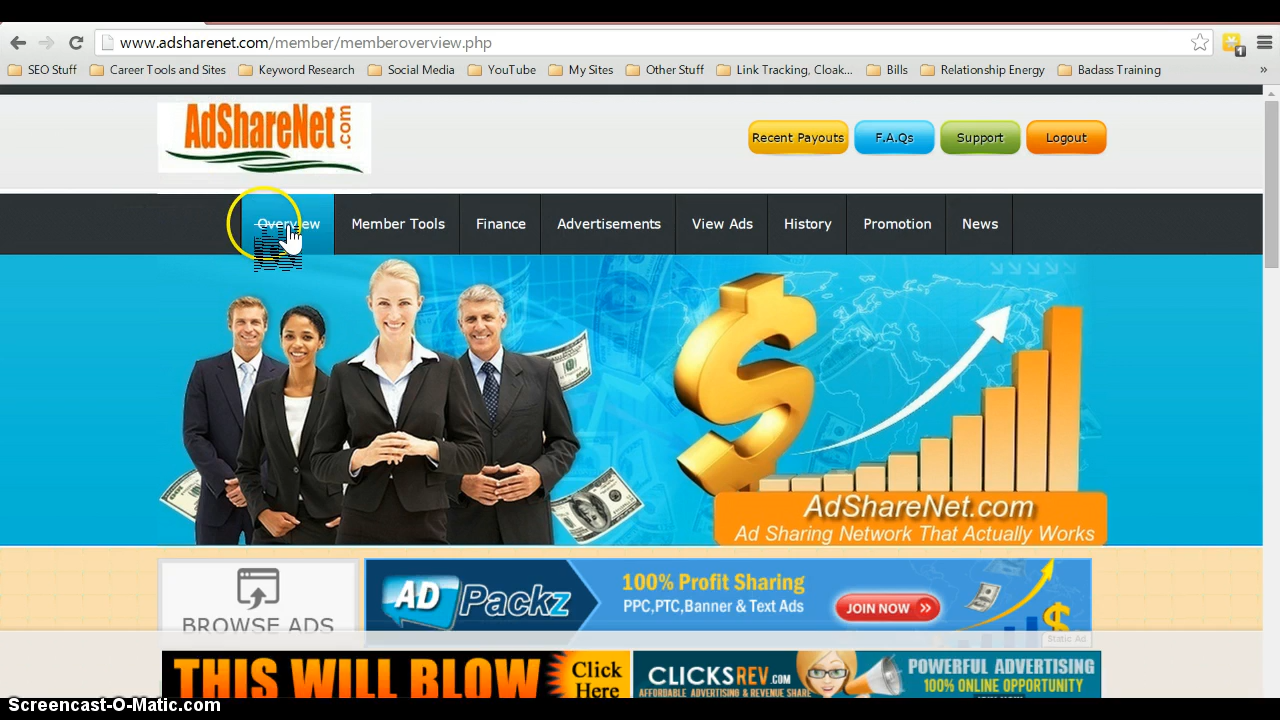 www.adsharenet.com/member/memberoverview.php
1
SEO Stuff Career Tools and Sites Keyword Research Social Media YouTube My Sites Other Stuff Link Tracking, Cloak... Bills Relationship Energy Badass Training »
AdShareNet.com
Recent Payouts F.A.Qs Support Logout
Overview Member Tools Finance Advertisements View Ads History Promotion News
AdShareNet.com
Ad Sharing Network That Actually Works
BROWSE ADS
AD Packz
100% Profit Sharing
PPC,PTC,Banner & Text Ads
JOIN NOW »
Static Ad
THIS WILL BLOW
Click
Here
CLICKSREV.COM
AFFORDABLE ADVERTISING & REVENUE SHARE
POWERFUL ADVERTISING
100% ONLINE OPPORTUNITY
JOIN NOW
Screencast-O-Matic.com